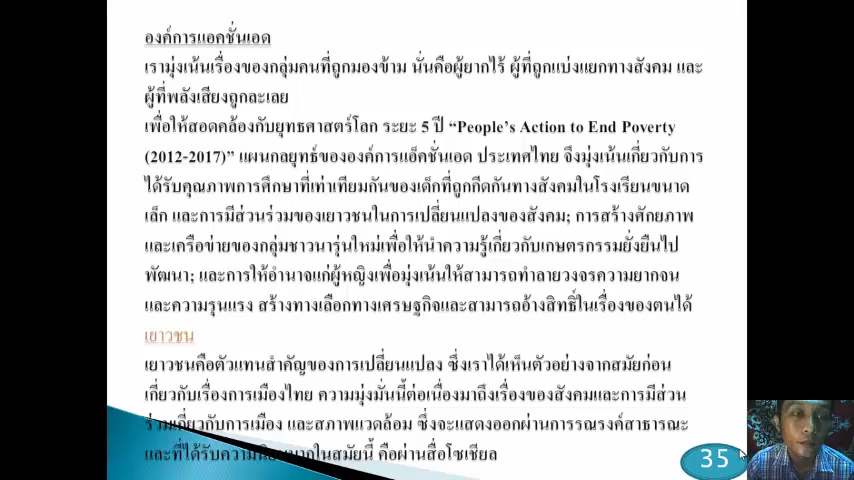 องค์การแอคชั่นเอด
เรามุ่งเน้นเรื่องของกลุ่มคนที่ถูกมองข้าม นั่นคือผู้ยากไร้ ผู้ที่ถูกแบ่งแยกทางสังคม และ
ผู้ที่พลังเสียงถูกละเลย
เพื่อให้สอดคล้องกับยุทธศาสตร์โลก ระยะ 5 ปี “People’s Action to End Poverty
(2012-2017)” แผนกลยุทธ์ขององค์การแอ็คชั่นเอด ประเทศไทย จึงมุ่งเน้นเกี่ยวกับการ
ได้รับคุณภาพการศึกษาที่เท่าเทียมกันของเด็กที่ถูกกีดกันทางสังคมในโรงเรียนขนาด
เล็ก และการมีส่วนร่วมของเยาวชนในการเปลี่ยนแปลงของสังคม; การสร้างศักยภาพ
และเครือข่ายของกลุ่มชาวนารุ่นใหม่เพื่อให้นำความรู้เกี่ยวกับเกษตรกรรมยั่งยืนไป
พัฒนา; และการให้อำนาจแก่ผู้หญิงเพื่อมุ่งเน้นให้สามารถทำลายวงจรความยากจน
และความรุนแรง สร้างทางเลือกทางเศรษฐกิจและสามารถอ้างสิทธิ์ในเรื่องของตนได้
เยาวชน
เยาวชนคือตัวแทนสำคัญของการเปลี่ยนแปลง ซึ่งเราได้เห็นตัวอย่างจากสมัยก่อน
เกี่ยวกับเรื่องการเมืองไทย ความมุ่งมั่นนี้ต่อเนื่องมาถึงเรื่องของสังคมและการมีส่วน
ร่วมเกี่ยวกับการเมือง และสภาพแวดล้อม ซึ่งจะแสดงออกผ่านการรณรงค์สาธารณะ
และที่ได้รับความนิยมมากในสมัยนี้ คือผ่านสื่อโซเชียล
35